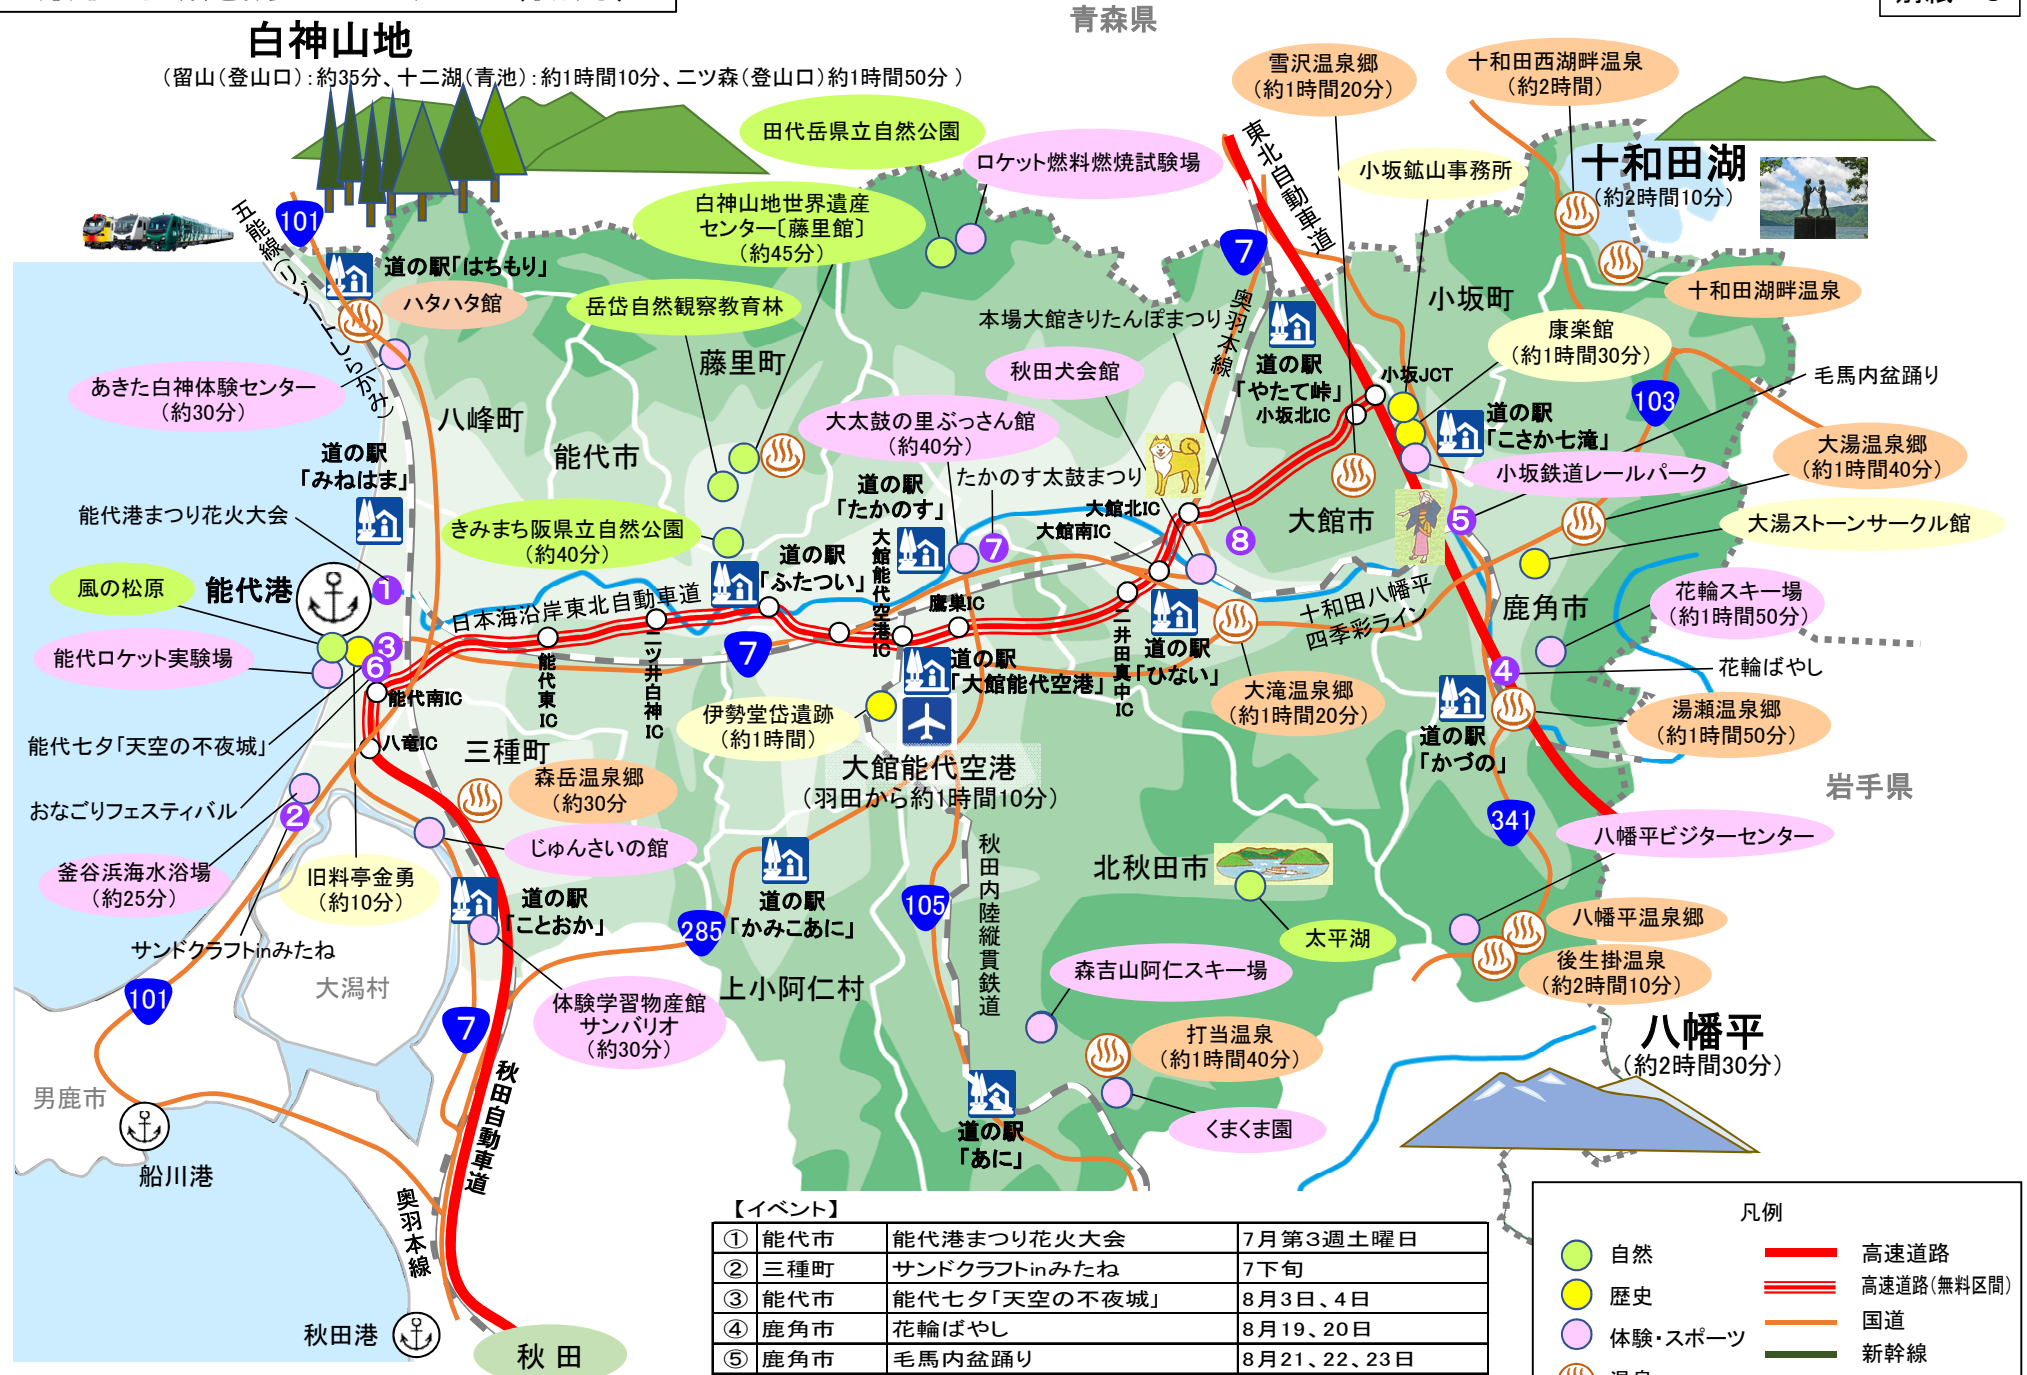 白神山地
(留山(登山口):約35分、十二湖(青池):約1時間10分、二ツ森(登山口)約1時間50分 )
青森県
雪沢温泉郷
(約1時間20分)
十和田西湖畔温泉
(約2時間)
田代岳県立自然公園
ロケット燃料燃焼試験場
東北自動車道
小坂鉱山事務所
十和田湖
(約2時間10分)
白神山地世界遺産
センター〔藤里館〕
(約45分)
五能線(リゾートしらかみ)
101
7
道の駅「はちもり」
ハタハタ館
岳岱自然観察教育林
本場大館きりたんぽまつり
奥羽本線
小坂町
十和田湖畔温泉
康楽館
(約1時間30分)
藤里町
秋田犬会館
道の駅
「やたて峠」
小坂JCT
小坂北IC
毛馬内盆踊り
103
あきた白神体験センター
(約30分)
八峰町
能代市
大太鼓の里ぶっさん館
(約40分)
道の駅
「こさか七滝」
大湯温泉郷
(約1時間40分)
道の駅
「みねはま」
道の駅
「たかのす」
たかのす太鼓まつり
小坂鉄道レールパーク
能代港まつり花火大会
きみまち阪県立自然公園
(約40分)
大館能代空港IC
大館北IC
大館南IC
大館市
大湯ストーンサークル館
7
8
5
道の駅
「ふたつい」
風の松原
能代港
1
日本海沿岸東北自動車道
鷹巣IC
十和田八幡平
四季彩ライン
鹿角市
花輪スキー場
(約1時間50分)
能代ロケット実験場
3
6
7
二井田真中IC
道の駅
「ひない」
道の駅
「大館能代空港」
4
花輪ばやし
能代南IC
能代東IC
二ツ井白神IC
伊勢堂岱遺跡
(約1時間)
大滝温泉郷
(約1時間20分)
湯瀬温泉郷
(約1時間50分)
能代七夕「天空の不夜城」
八竜IC
三種町
道の駅
「かづの」
大館能代空港
(羽田から約1時間10分)
森岳温泉郷
(約30分
岩手県
おなごりフェスティバル
2
341
八幡平ビジターセンター
じゅんさいの館
秋田内陸縦貫鉄道
北秋田市
釜谷浜海水浴場
(約25分)
旧料亭金勇
(約10分)
道の駅
「ことおか」
道の駅
「かみこあに」
105
285
八幡平温泉郷
太平湖
サンドクラフトinみたね
大潟村
101
7
上小阿仁村
森吉山阿仁スキー場
後生掛温泉
(約2時間10分)
体験学習物産館
サンバリオ
(約30分)
打当温泉
(約1時間40分)
八幡平
(約2時間30分)
男鹿市
秋田自動車道
道の駅
「あに」
くまくま園
船川港
奥羽本線
秋田港
秋 田
【イベント】
① 能代市 能代港まつり花火大会 7月第3週土曜日
② 三種町 サンドクラフトinみたね 7下旬
③ 能代市 能代七夕「天空の不夜城」 8月3日、4日
④ 鹿角市 花輪ばやし 8月19、20日
⑤ 鹿角市 毛馬内盆踊り 8月21、22、23日
凡例
自然
歴史
体験・スポーツ
高速道路
高速道路(無料区間)
国道
新幹線